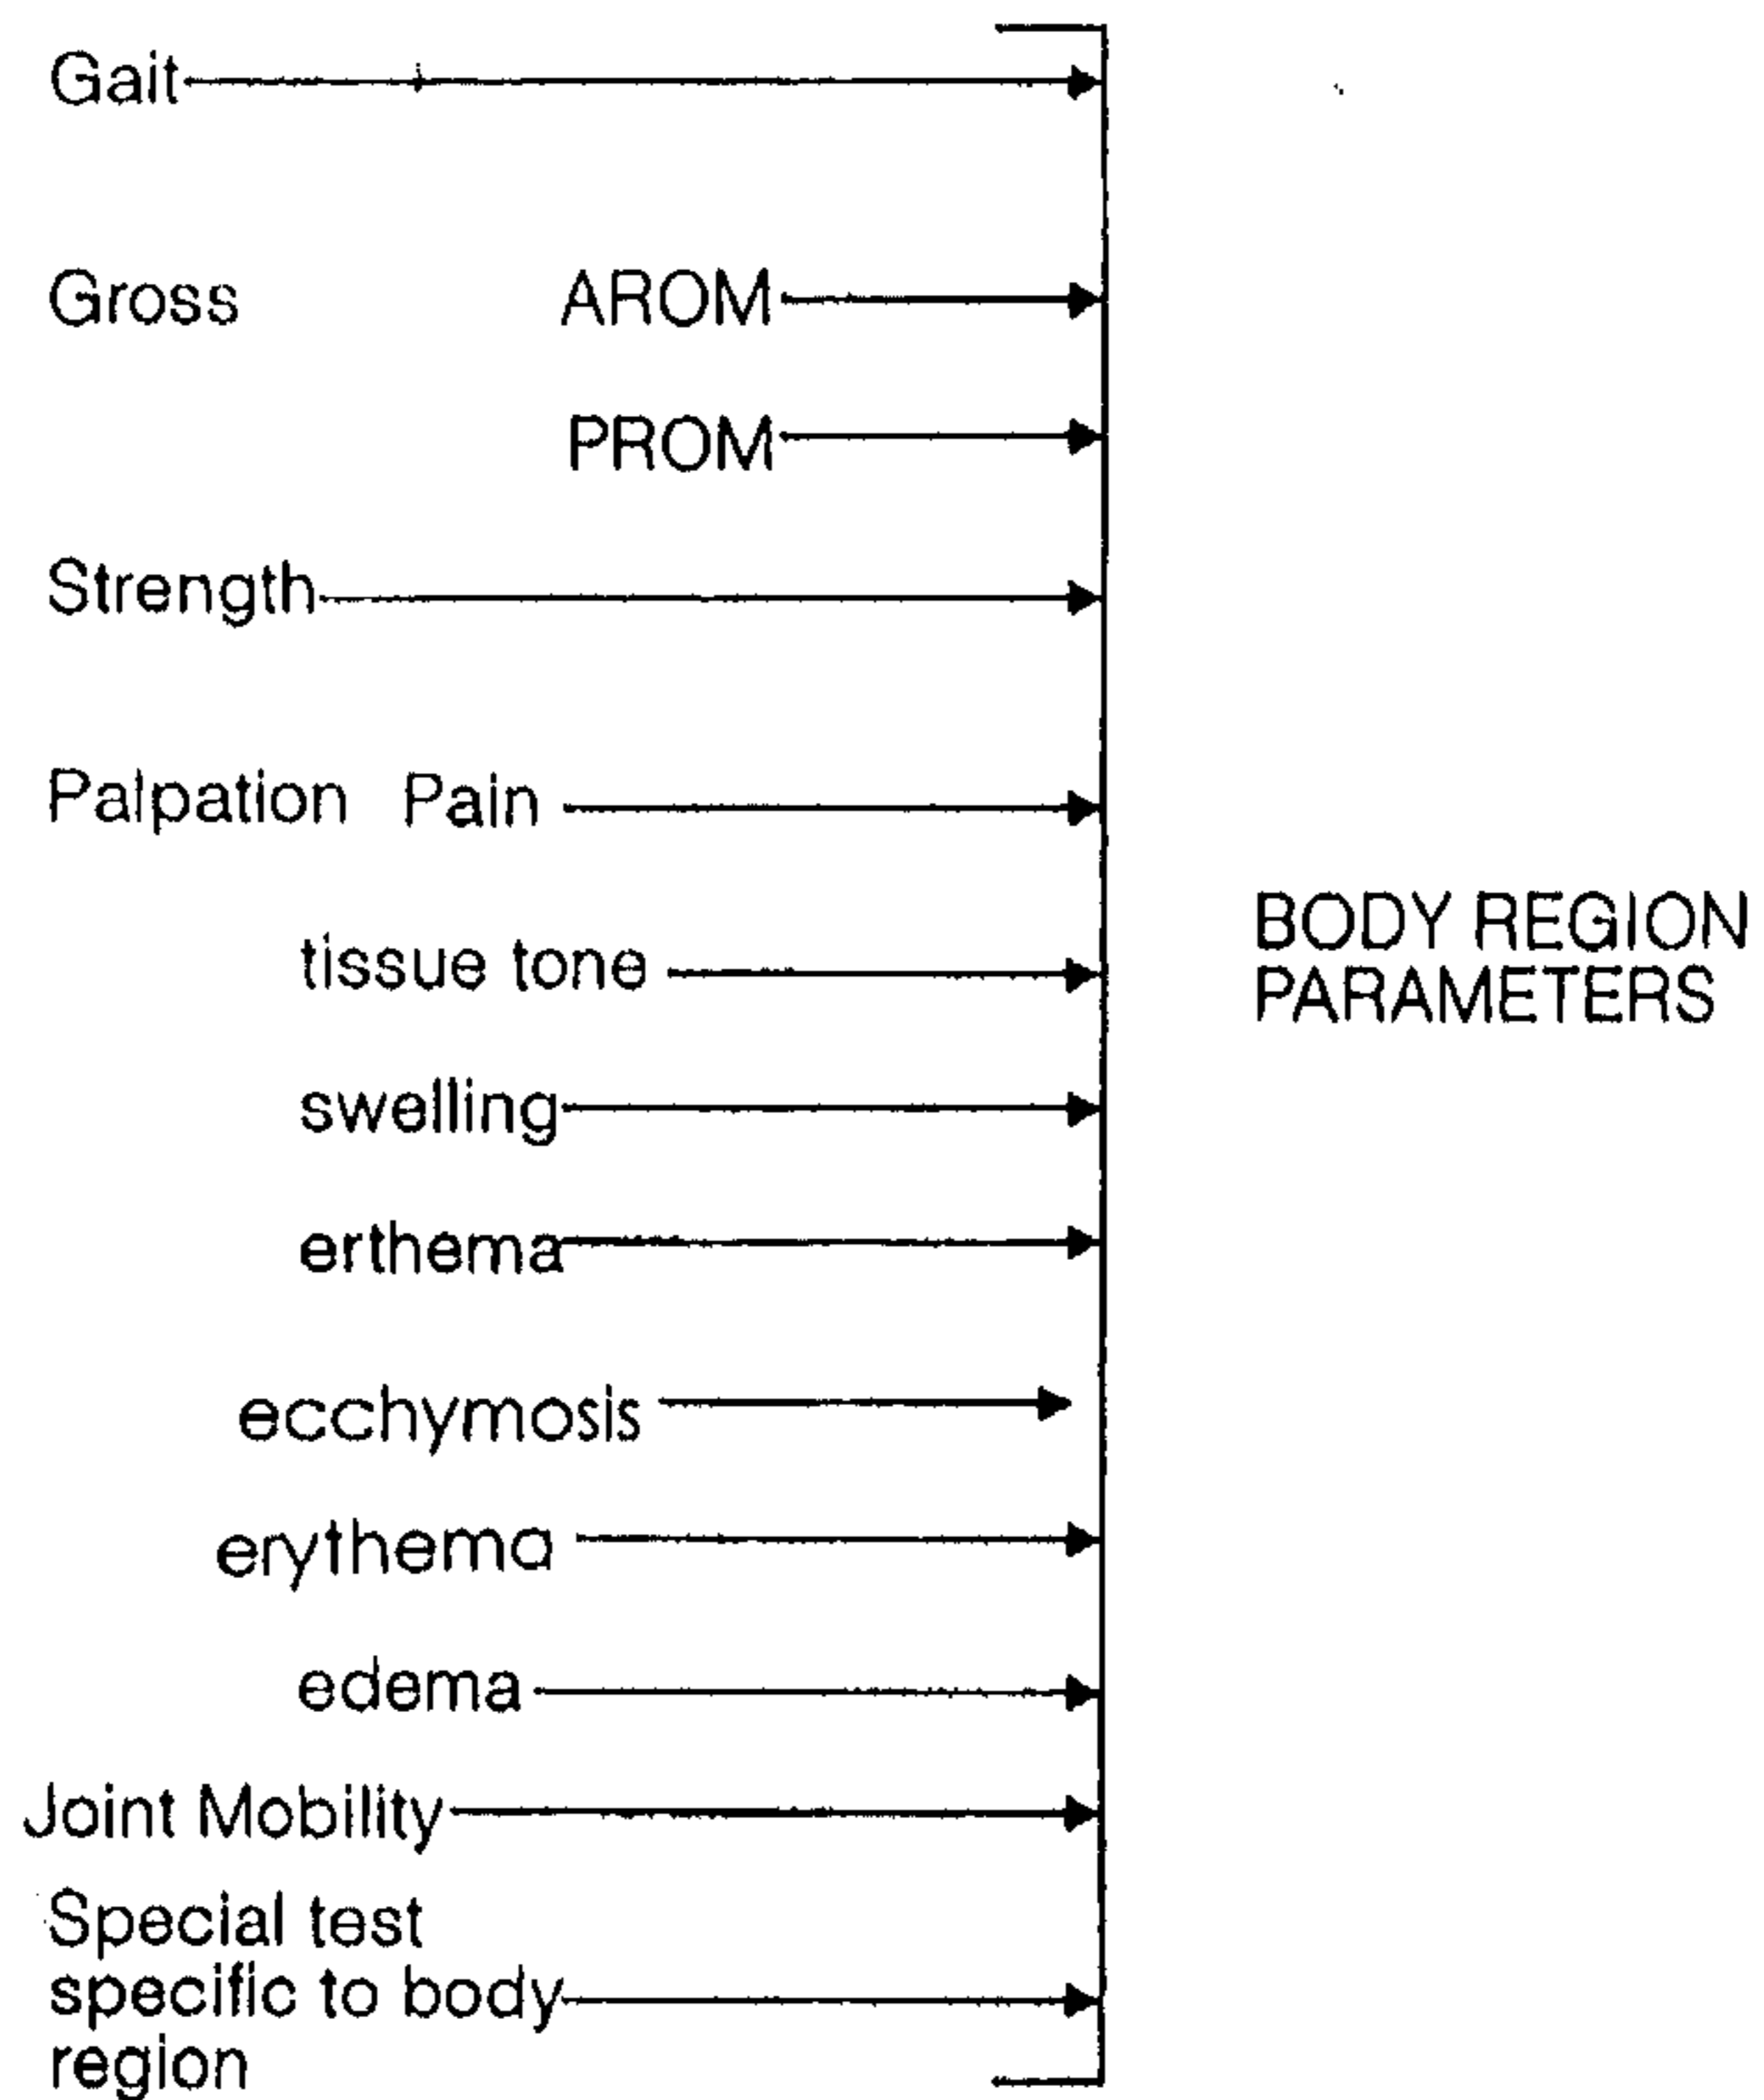 Gait
Gross AROM
PROM
Strength
Palpation Pain
tissue tone
BODY REGION
PARAMETERS
swelling
erthema
ecchymosis
erythema
edema
Joint Mobility
Special test
specific to body
region